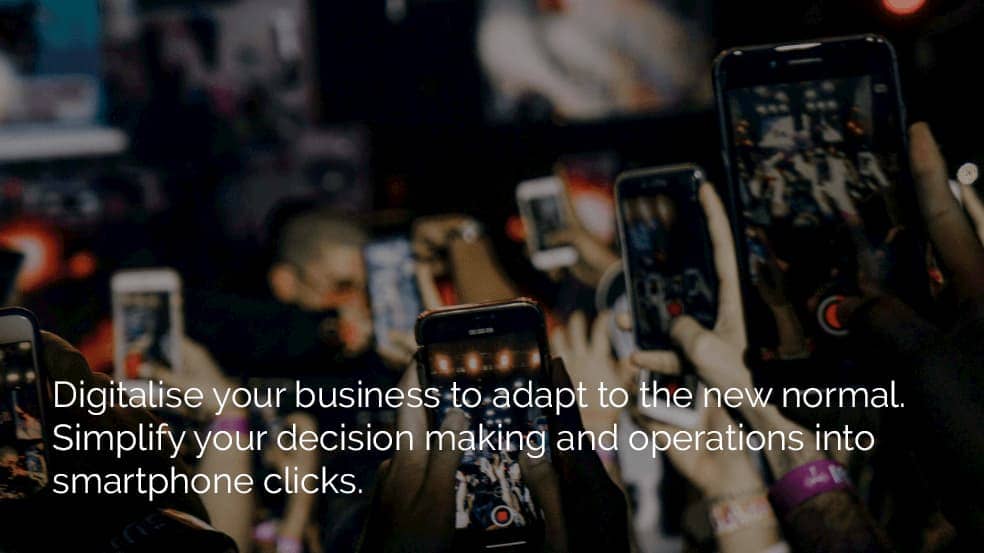 Digitalise your business to adapt to the new normal.
Simplify your decision making and operations into
smartphone clicks.